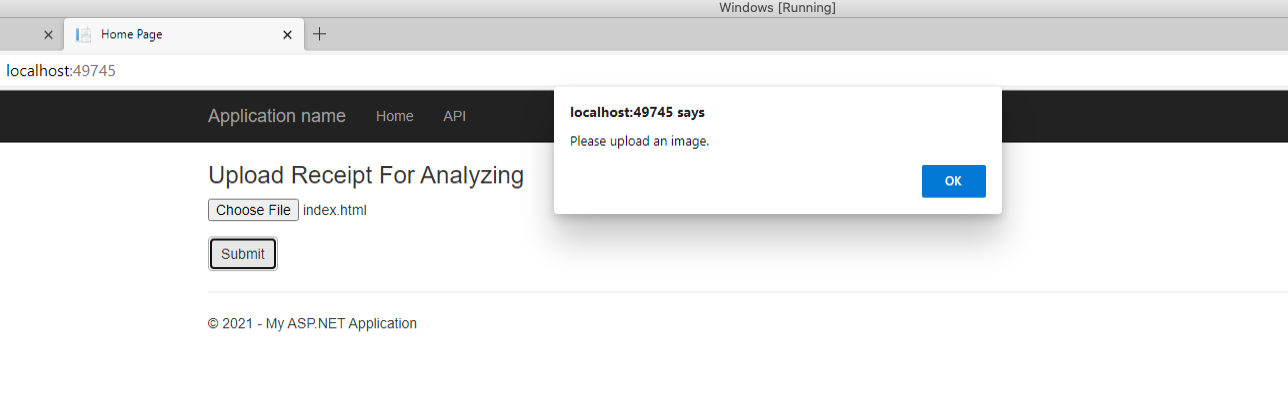 Windows [Running]
Home Page
localhost:49745
Application name Home API
localhost:49745 says
Please upload an image.
OK
Upload Receipt For Analyzing
Choose File index.html
Submit
© 2021 - My ASP.NET Application